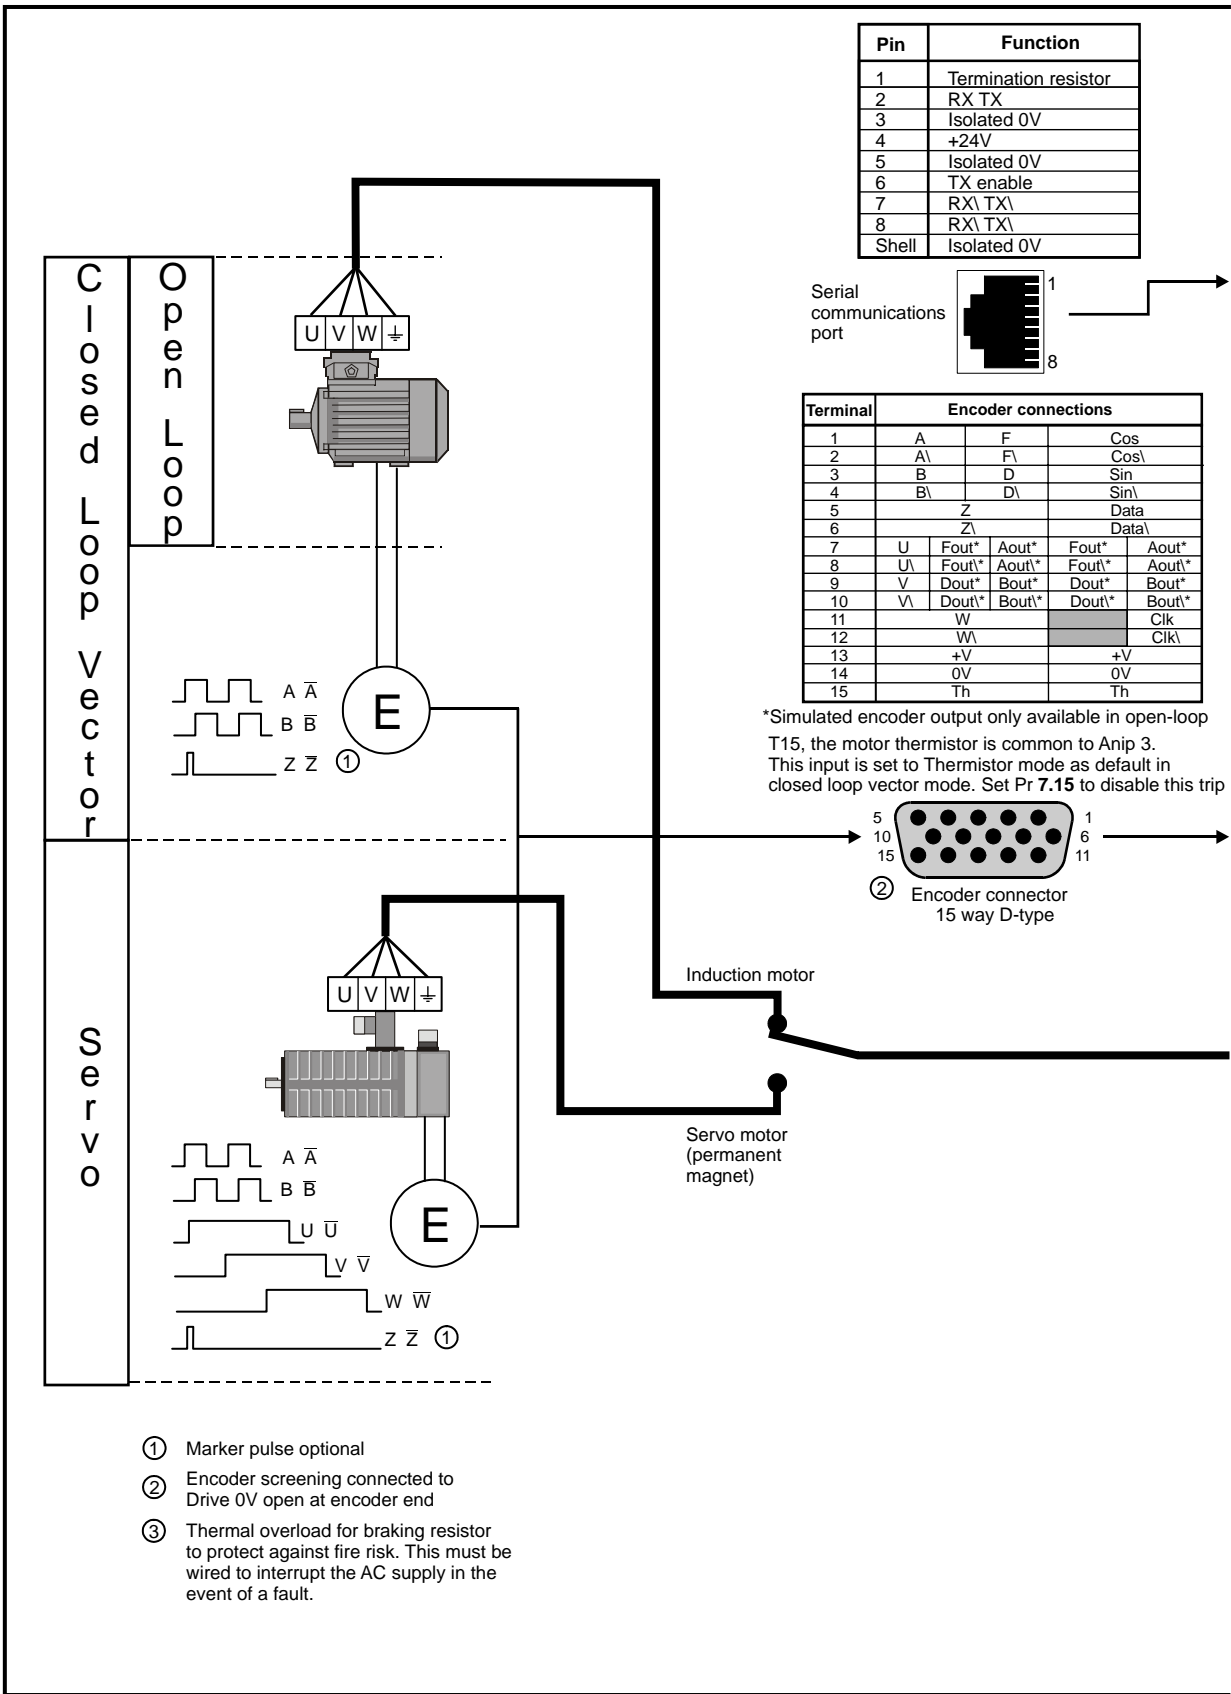 Pin Function
1 Termination resistor
2 RX TX
3 Isolated 0V
4 +24V
5 Isolated 0V
6 TX enable
7 RX\ TX\
8 RX\ TX\
Shell Isolated 0V
Serial
communications
port
1
8
Closed Loop Vector
Open Loop
U V W
Terminal Encoder connections
1 A F Cos
2 A\ F\ Cos\
3 B D Sin
4 B\ D\ Sin\
5 Z Data
6 Z\ Data\
7 U Fout* Aout* Fout* Aout*
8 U\ Fout\* Aout\* Fout\* Aout\*
9 V Dout* Bout* Dout* Bout*
10 V\ Dout\* Bout\* Dout\* Bout\*
11 W Clk
12 W\ Clk\
13 +V +V
14 0V 0V
15 Th Th
*Simulated encoder output only available in open-loop
T15, the motor thermistor is common to Anip 3.
This input is set to Thermistor mode as default in
closed loop vector mode. Set Pr 7.15 to disable this trip
E
A A̅
B B̅
Z Z̅ ①
5 1
10 6
15 11
② Encoder connector
15 way D-type
Servo
U V W
Induction motor
Servo motor
(permanent
magnet)
E
A A̅
B B̅
U U̅
V V̅
W W̅
Z Z̅ ①
① Marker pulse optional
② Encoder screening connected to
Drive 0V open at encoder end
③ Thermal overload for braking resistor
to protect against fire risk. This must be
wired to interrupt the AC supply in the
event of a fault.